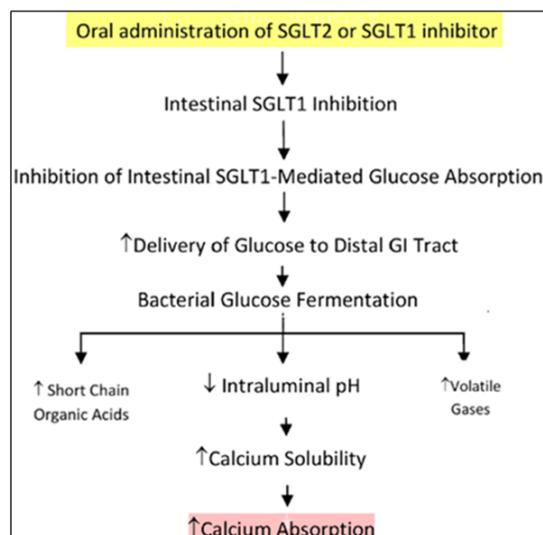 Oral administration of SGLT2 or SGLT1 inhibitor
Intestinal SGLT1 Inhibition
Inhibition of Intestinal SGLT1-Mediated Glucose Absorption
↑Delivery of Glucose to Distal GI Tract
Bacterial Glucose Fermentation
↑ Short Chain
Organic Acids
↓ Intraluminal pH
↑Volatile
Gases
↑Calcium Solubility
↑Calcium Absorption